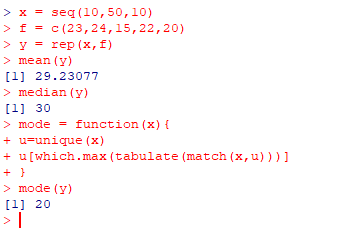 > x = seq(10,50,10)
> f = c(23,24,15,22,20)
> y = rep(x,f)
> mean(y)
[1] 29.23077
> median(y)
[1] 30
> mode = function(x){
+ u=unique(x)
+ u[which.max(tabulate(match(x,u)))]
+ }
> mode(y)
[1] 20
>